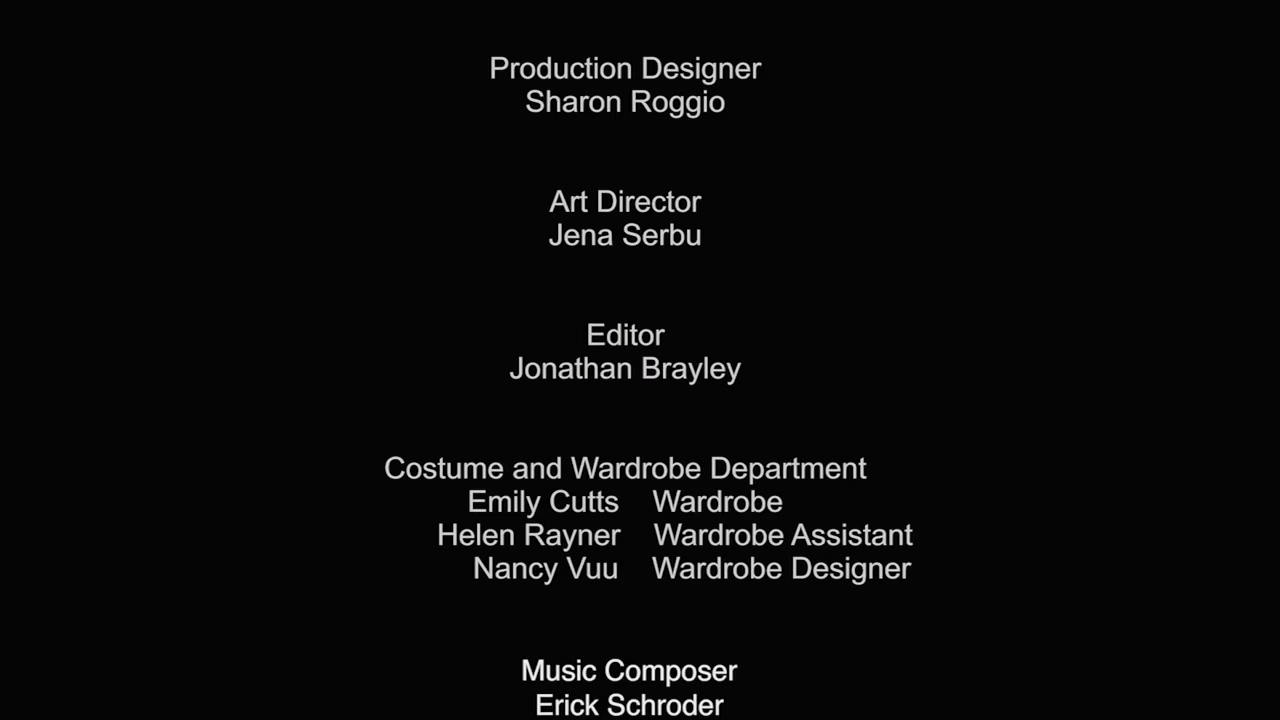 Production Designer
Sharon Roggio
Art Director
Jena Serbu
Editor
Jonathan Brayley
Costume and Wardrobe Department
Emily Cutts Wardrobe
Helen Rayner Wardrobe Assistant
Nancy Vuu Wardrobe Designer
Music Composer
Erick Schroder